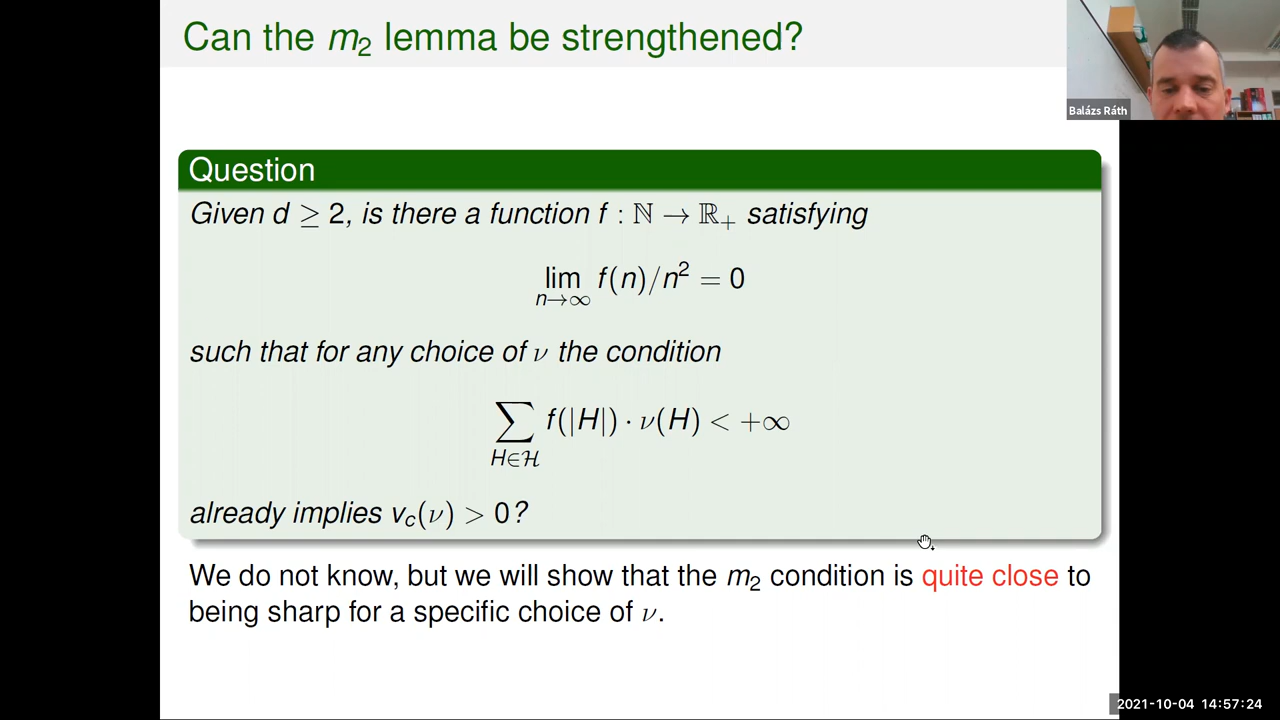 Can the m₂ lemma be strengthened?
Balázs Ráth
Question
Given d ≥ 2, is there a function f : ℕ → ℝ₊ satisfying
lim f(n)/n² = 0
n→∞
such that for any choice of ν the condition
∑ f(|H|) · ν(H) < +∞
H∈ℋ
already implies v_c(ν) > 0?
We do not know, but we will show that the m₂ condition is quite close to
being sharp for a specific choice of ν.
2021-10-04 14:57:24